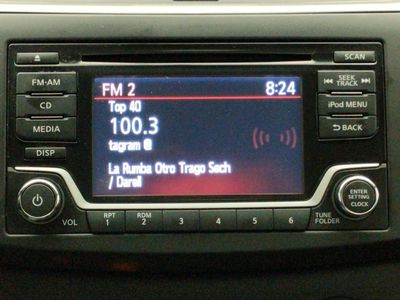 SCAN
FM 2 8:24
FM·AM
SEEK
TRACK
Top 40
CD
100.3
iPod MENU
MEDIA
tagram
BACK
DISP
La Rumba Otro Trago Sech
/ Darell
ENTER
SETTING
CLOCK
VOL
RPT
1
RDM
2
3
4
5
6
TUNE
FOLDER